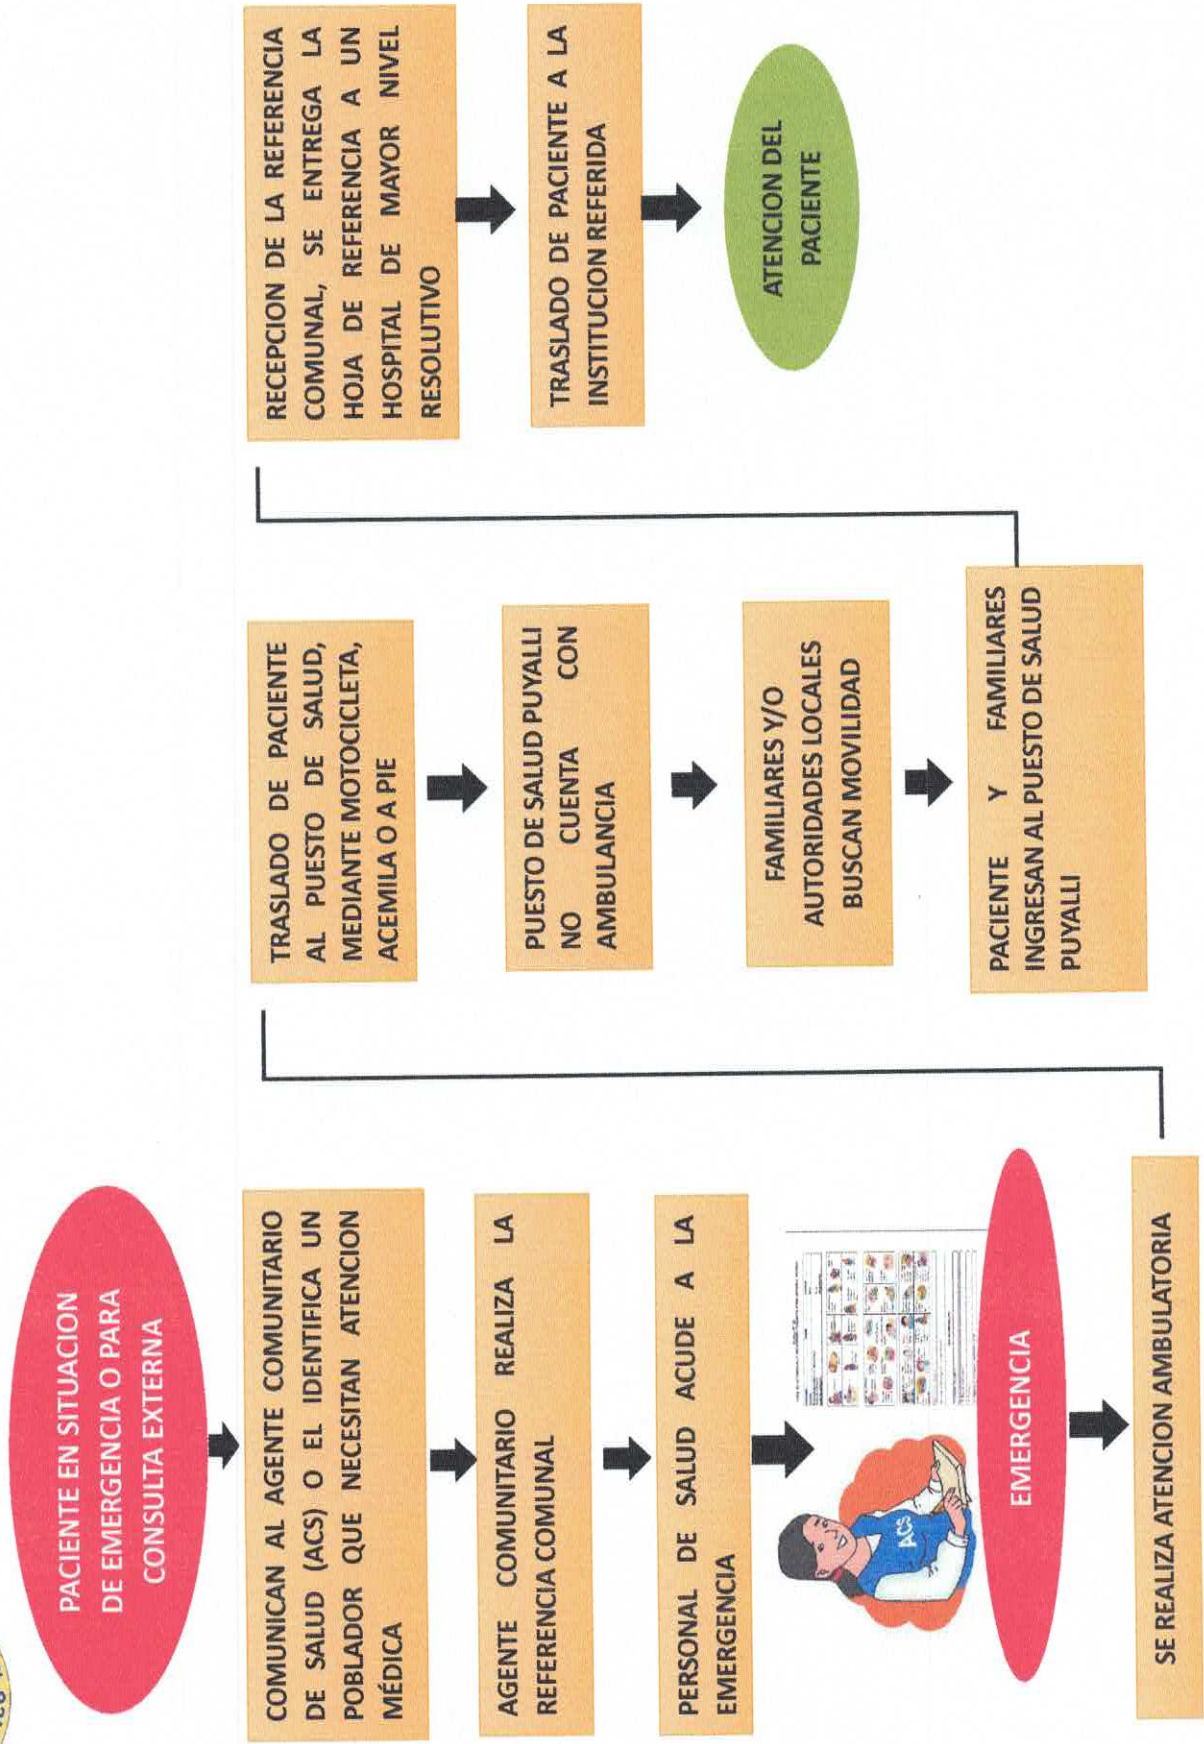 PACIENTE EN SITUACION
DE EMERGENCIA O PARA
CONSULTA EXTERNA
COMUNICAN AL AGENTE COMUNITARIO
DE SALUD (ACS) O EL IDENTIFICA UN
POBLADOR QUE NECESITAN ATENCION
MÉDICA
AGENTE COMUNITARIO REALIZA LA
REFERENCIA COMUNAL
PERSONAL DE SALUD ACUDE A LA
EMERGENCIA
ACS
EMERGENCIA
SE REALIZA ATENCION AMBULATORIA
TRASLADO DE PACIENTE
AL PUESTO DE SALUD,
MEDIANTE MOTOCICLETA,
ACEMILA O A PIE
PUESTO DE SALUD PUYALLI
NO CUENTA CON
AMBULANCIA
FAMILIARES Y/O
AUTORIDADES LOCALES
BUSCAN MOVILIDAD
PACIENTE Y FAMILIARES
INGRESAN AL PUESTO DE SALUD
PUYALLI
RECEPCION DE LA REFERENCIA
COMUNAL, SE ENTREGA LA
HOJA DE REFERENCIA A UN
HOSPITAL DE MAYOR NIVEL
RESOLUTIVO
TRASLADO DE PACIENTE A LA
INSTITUCION REFERIDA
ATENCION DEL
PACIENTE